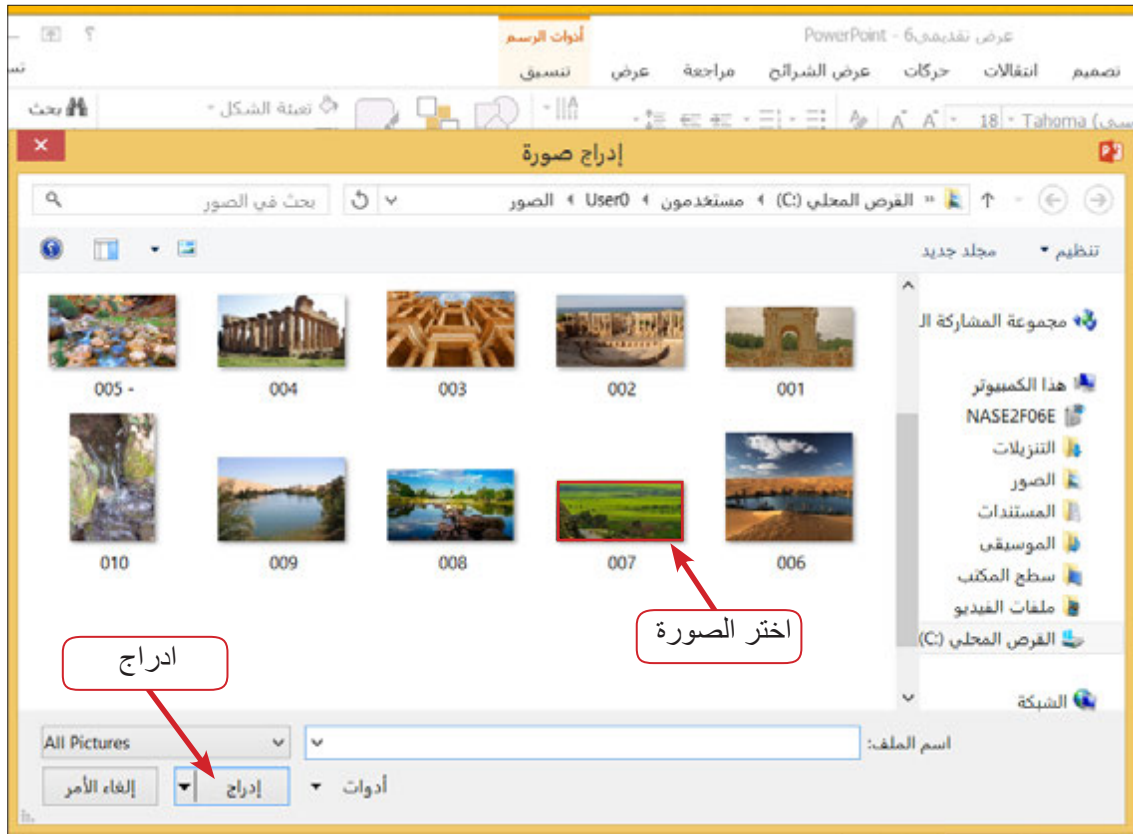 عرض تقديمي6 - PowerPoint
أدوات الرسم
؟
تصميم
انتقالات
حركات
عرض الشرائح
مراجعة
عرض
تنسيق
18
تعبئة الشكل
بحث
إدراج صورة
القرص المحلي (C:)
مستخدمون
User0
الصور
بحث في الصور
تنظيم
مجلد جديد
مجموعة المشاركة الـ
هذا الكمبيوتر
NASE2F06E
التنزيلات
الصور
المستندات
الموسيقى
سطح المكتب
ملفات الفيديو
القرص المحلي (C:)
الشبكة
001
002
003
004
005 -
006
007
008
009
010
اختر الصورة
ادراج
اسم الملف:
All Pictures
أدوات
إدراج
إلغاء الأمر